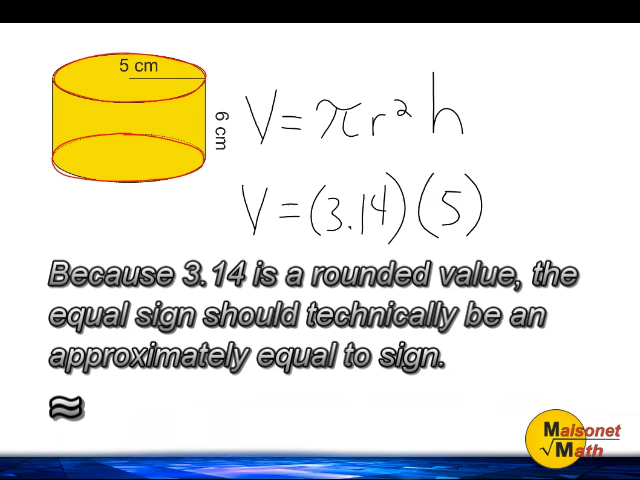 5 cm
6 cm
V = πr² h
V = (3.14)(5)
Because 3.14 is a rounded value, the
equal sign should technically be an
approximately equal to sign.
≈
Maisonet
√Math